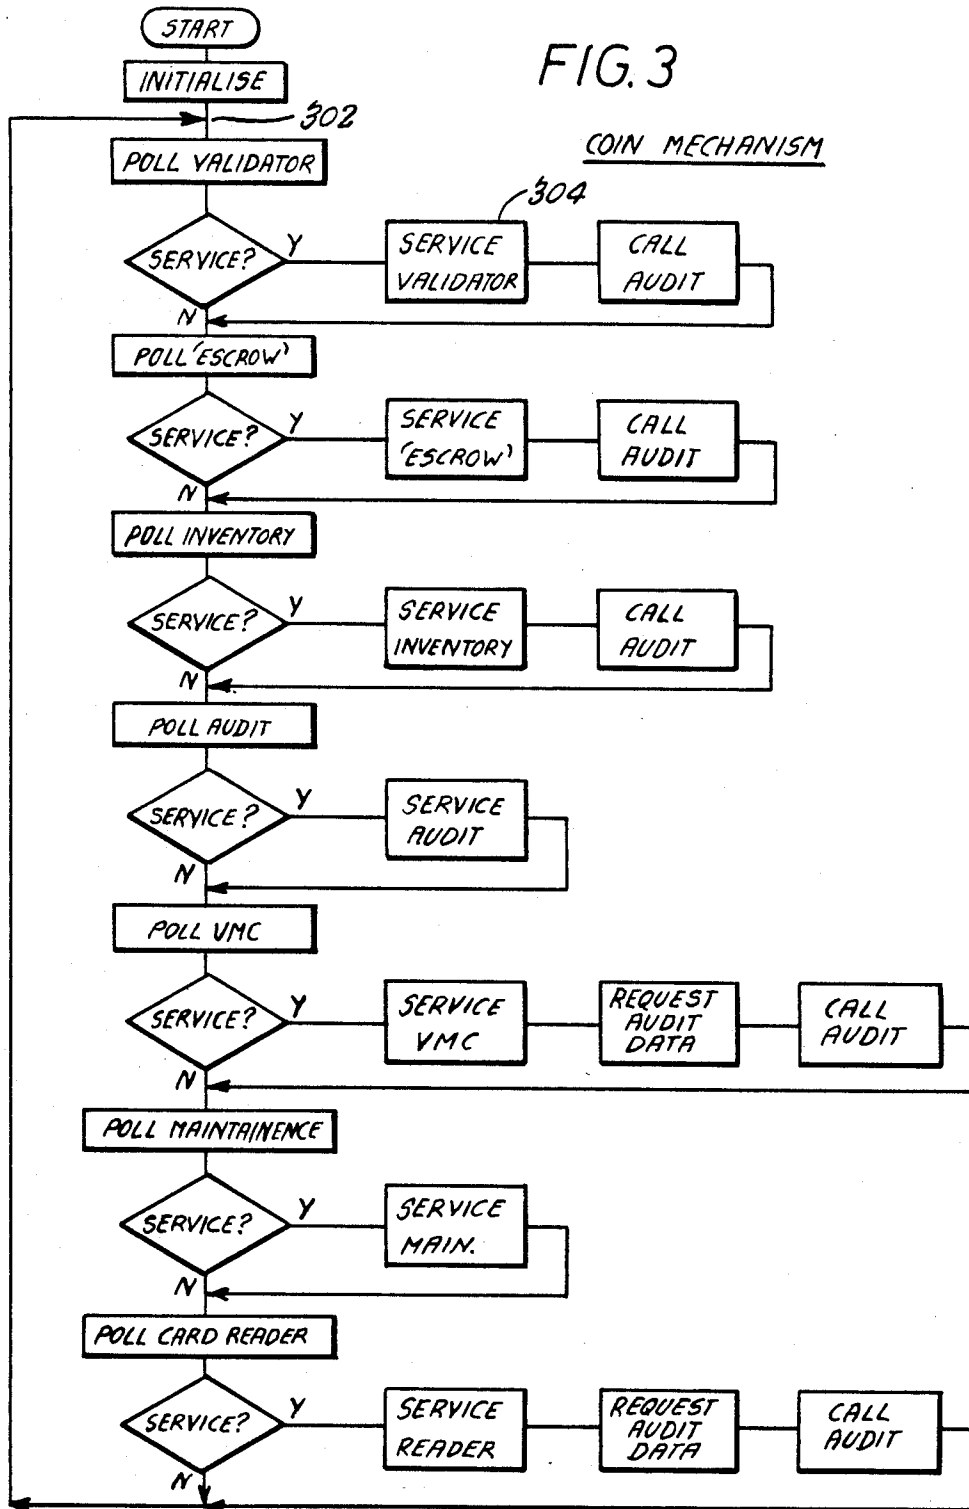 START
FIG. 3
INITIALISE
302
COIN MECHANISM
POLL VALIDATOR
304
SERVICE?
Y
SERVICE
VALIDATOR
CALL
AUDIT
N
POLL 'ESCROW'
SERVICE?
Y
SERVICE
'ESCROW'
CALL
AUDIT
N
POLL INVENTORY
SERVICE?
Y
SERVICE
INVENTORY
CALL
AUDIT
N
POLL AUDIT
SERVICE?
Y
SERVICE
AUDIT
N
POLL VMC
SERVICE?
Y
SERVICE
VMC
REQUEST
AUDIT
DATA
CALL
AUDIT
N
POLL MAINTAINENCE
SERVICE?
Y
SERVICE
MAIN.
N
POLL CARD READER
SERVICE?
Y
SERVICE
READER
REQUEST
AUDIT
DATA
CALL
AUDIT
N